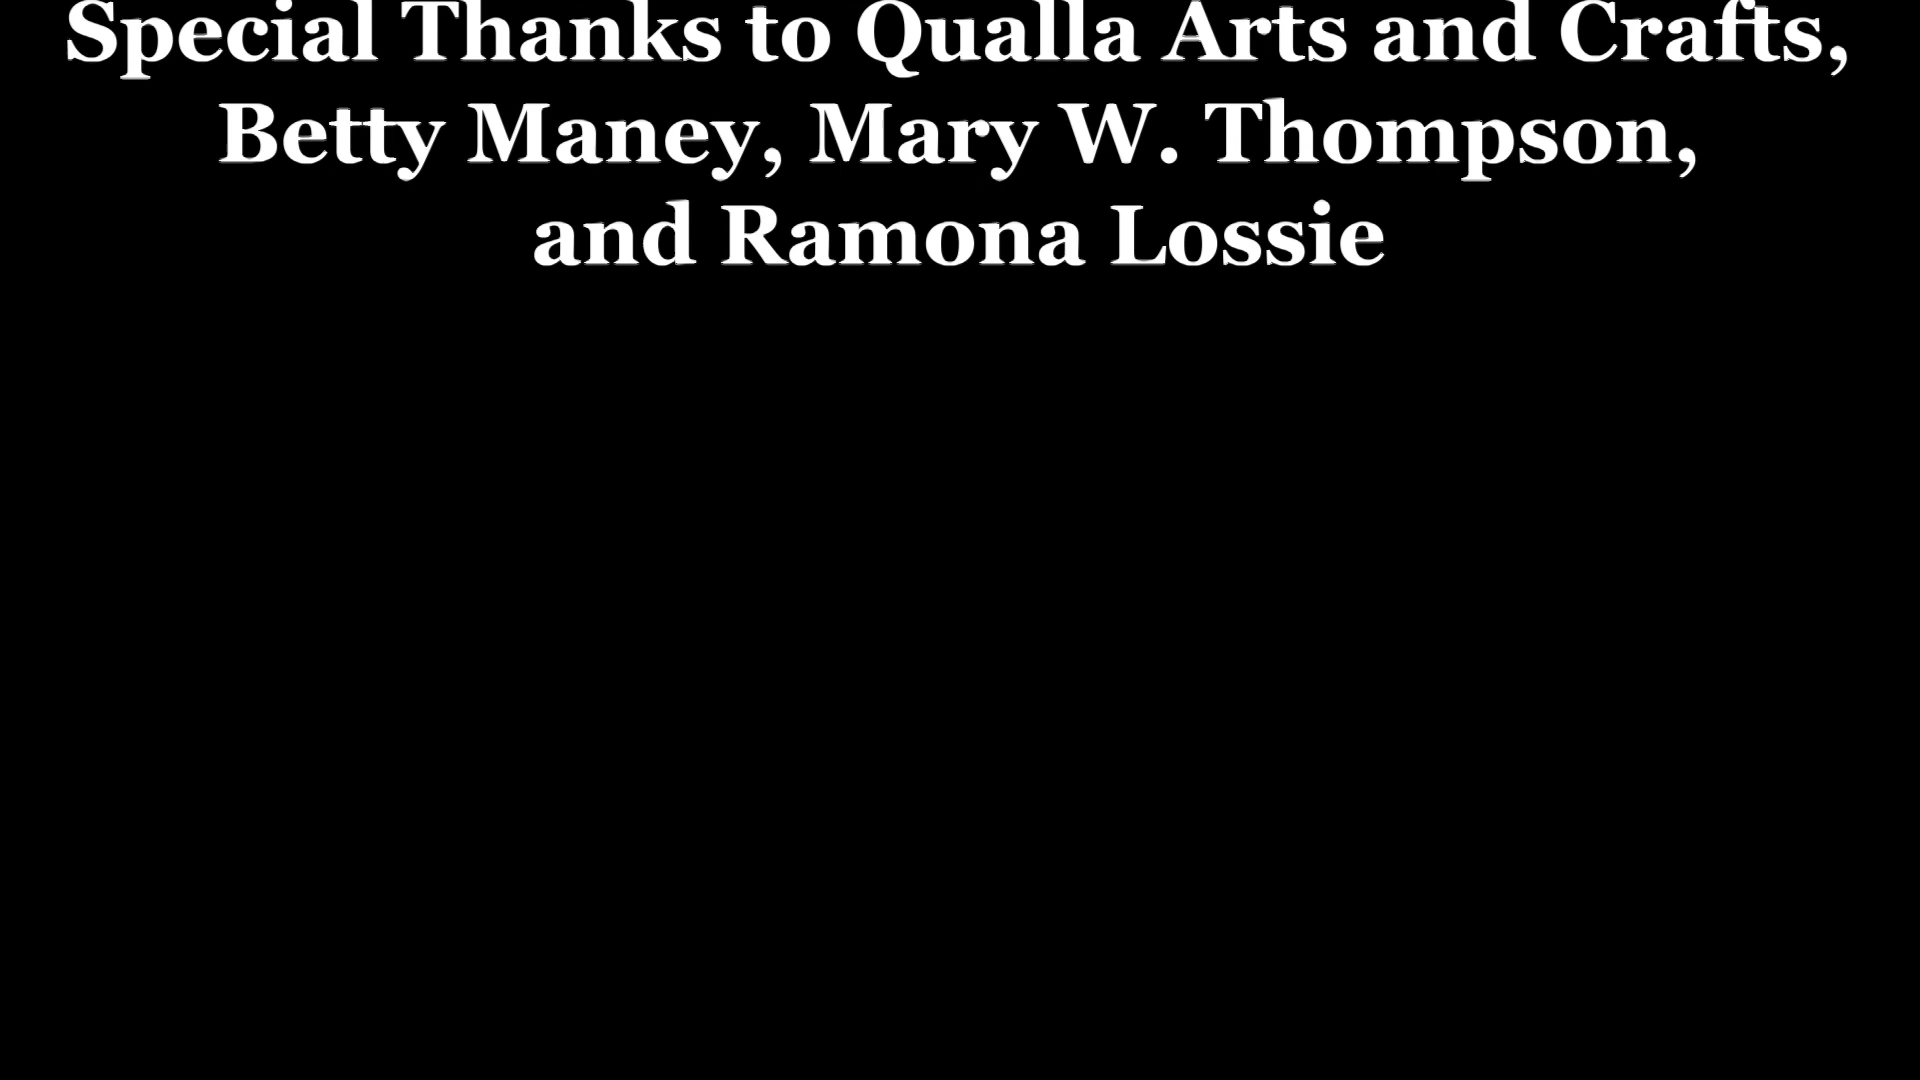 Special Thanks to Qualla Arts and Crafts,
Betty Maney, Mary W. Thompson,
and Ramona Lossie